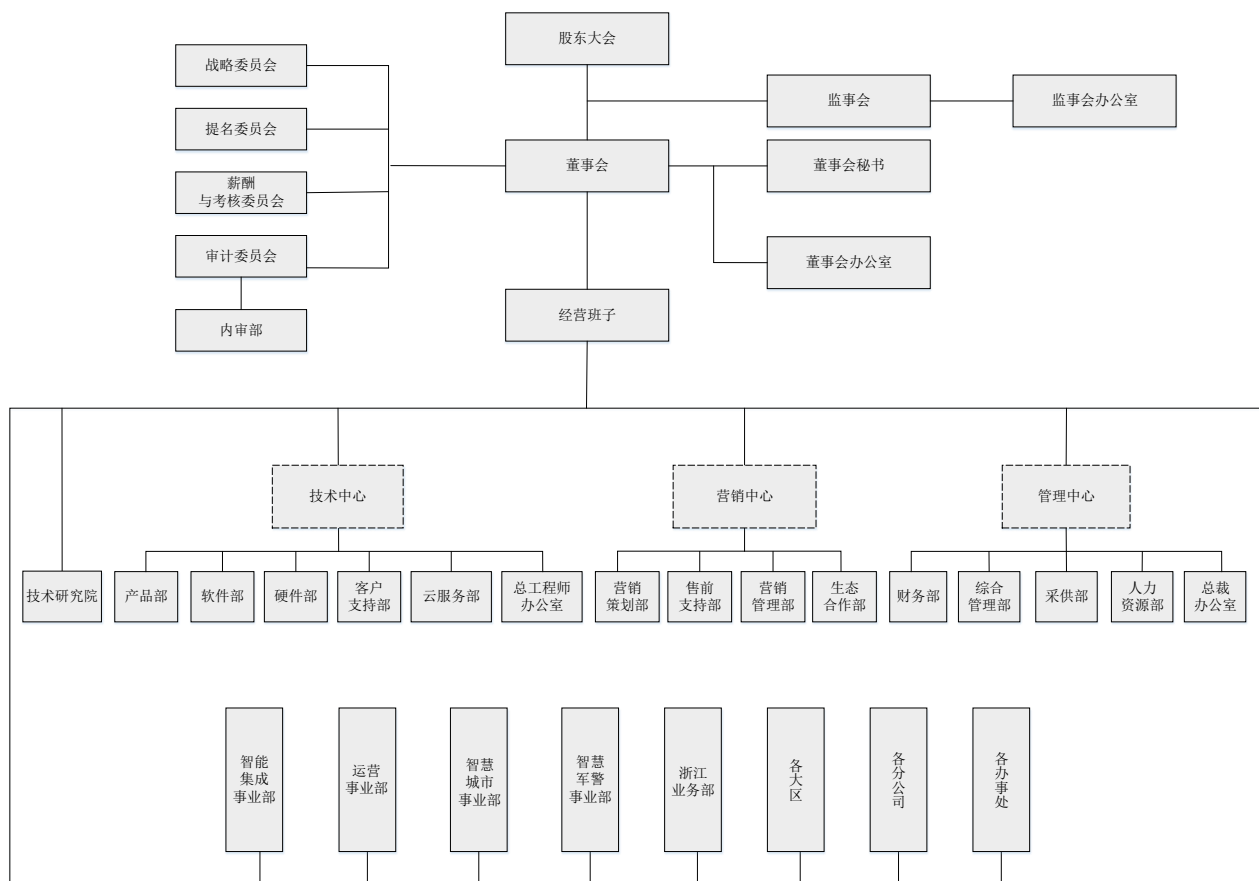 股东大会
战略委员会
监事会
监事会办公室
提名委员会
董事会
董事会秘书
薪酬
与考核委员会
审计委员会
董事会办公室
内审部
经营班子
技术中心
营销中心
管理中心
技术研究院
产品部
软件部
硬件部
客户
支持部
云服务部
总工程师
办公室
营销
策划部
售前
支持部
营销
管理部
生态
合作部
财务部
综合
管理部
采供部
人力
资源部
总裁
办公室
智能
集成
事业部
运营
事业部
智慧
城市
事业部
智慧
军警
事业部
浙江
业务部
各大区
各分公司
各办事处